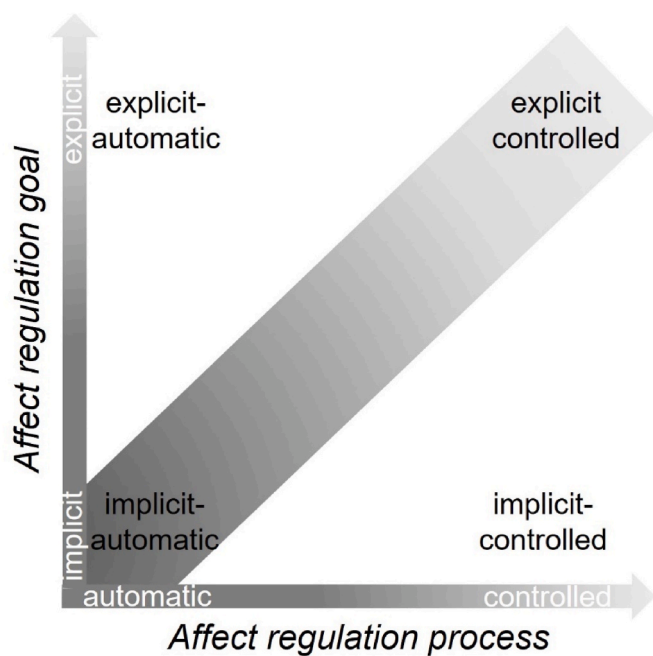 explicit
explicit-
automatic
explicit
controlled
Affect regulation goal
implicit
implicit-
automatic
implicit-
controlled
automatic
controlled
Affect regulation process